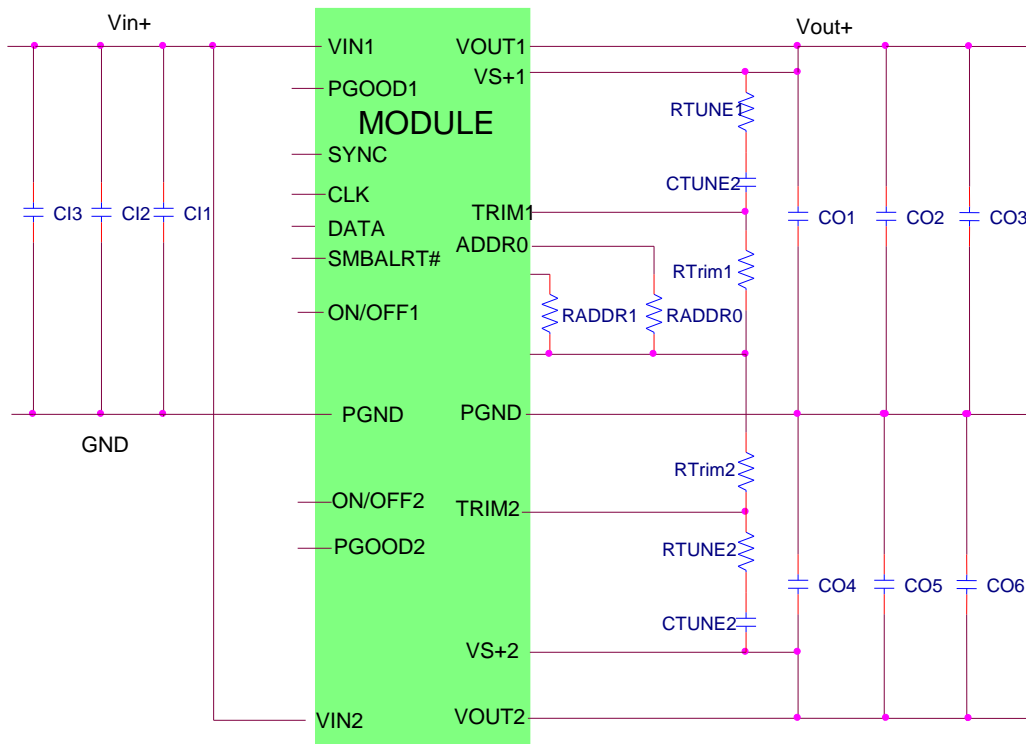 Vin+
Vout+
VIN1
VOUT1
VS+1
PGOOD1
RTUNE1
MODULE
SYNC
CTUNE2
CLK
TRIM1
CI3
CI2
CI1
CO1
CO2
CO3
DATA
ADDR0
SMBALRT#
RTrim1
ON/OFF1
RADDR1
RADDR0
PGND
PGND
GND
RTrim2
ON/OFF2
TRIM2
PGOOD2
RTUNE2
CO4
CO5
CO6
CTUNE2
VS+2
VIN2
VOUT2